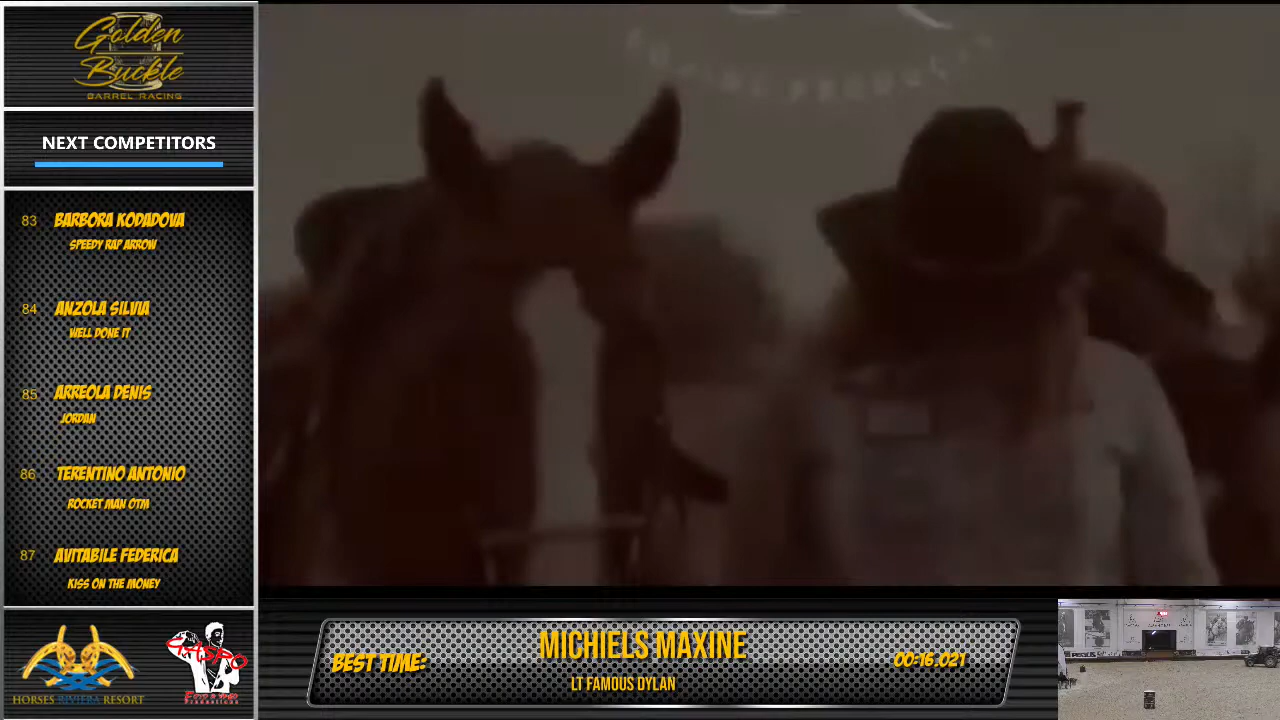 Golden
Buckle
BARREL RACING
NEXT COMPETITORS
83 BARBORA KODADOVA
SPEEDY RAP ARROW
84 ANZOLA SILVIA
WELL DONE IT
85 ARREOLA DENIS
JORDAN
86 TERENTINO ANTONIO
ROCKET MAN OTM
87 AVITABILE FEDERICA
KISS ON THE MONEY
HORSES RIVIERA RESORT
GASPO
BEST TIME:
MICHIELS MAXINE
LT FAMOUS DYLAN
00:16.021